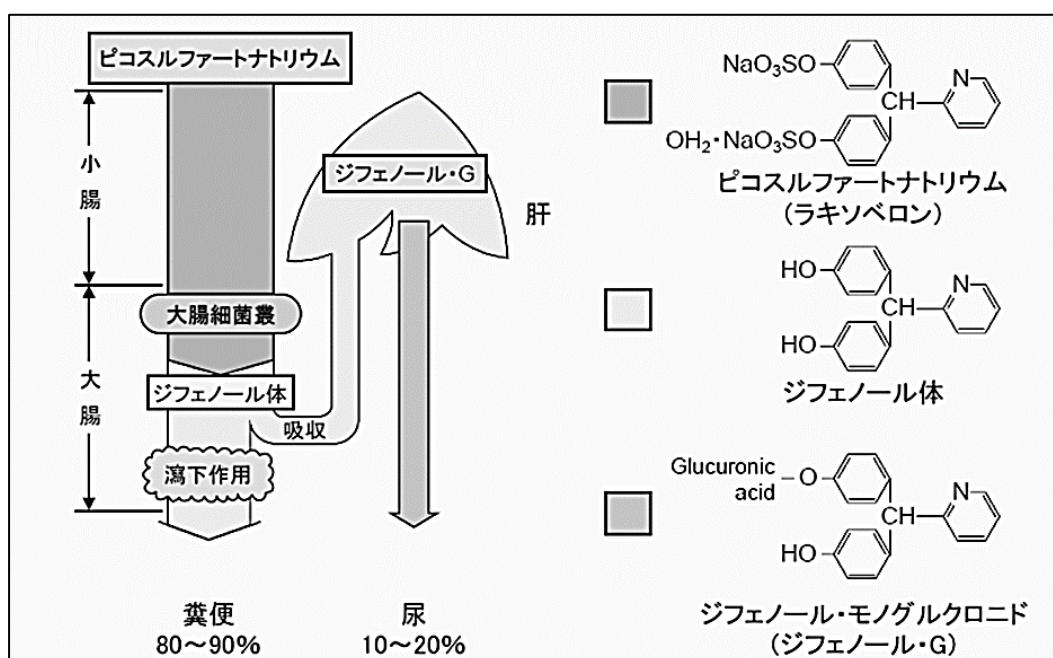 ピコスルファートナトリウム
小腸
大腸
大腸細菌叢
ジフェノール体
瀉下作用
吸収
ジフェノール・G
肝
糞便
80~90%
尿
10~20%
NaO₃SO
CH
N
OH₂・NaO₃SO
ピコスルファートナトリウム
(ラキソベロン)
HO
CH
N
HO
ジフェノール体
Glucuronic
acid
O
CH
N
HO
ジフェノール・モノグルクロニド
(ジフェノール・G)